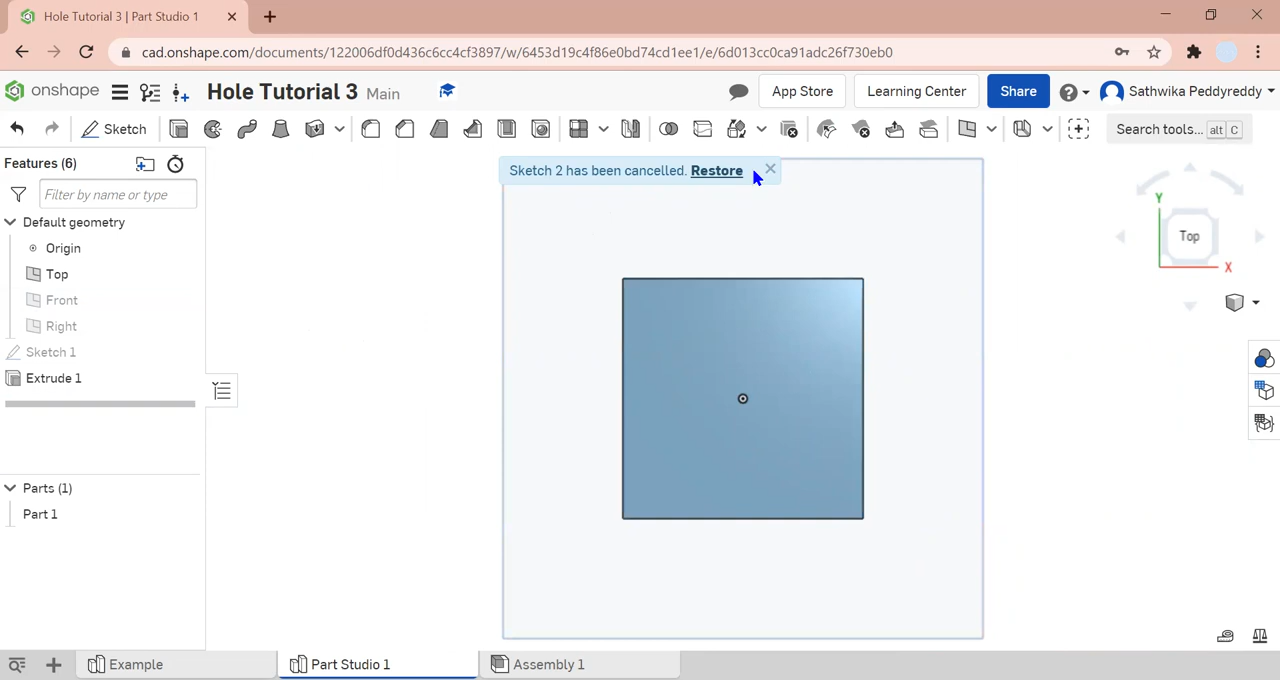 Hole Tutorial 3 | Part Studio 1
cad.onshape.com/documents/122006df0d436c6cc4cf3897/w/6453d19c4f86e0bd74cd1ee1/e/6d013cc0ca91adc26f730eb0
onshape
Hole Tutorial 3 Main
App Store
Learning Center
Share
Sathwika Peddyreddy
Sketch
Search tools... alt C
Features (6)
Filter by name or type
Default geometry
Origin
Top
Front
Right
Sketch 1
Extrude 1
Parts (1)
Part 1
Sketch 2 has been cancelled. Restore
Y
Top
X
Example
Part Studio 1
Assembly 1